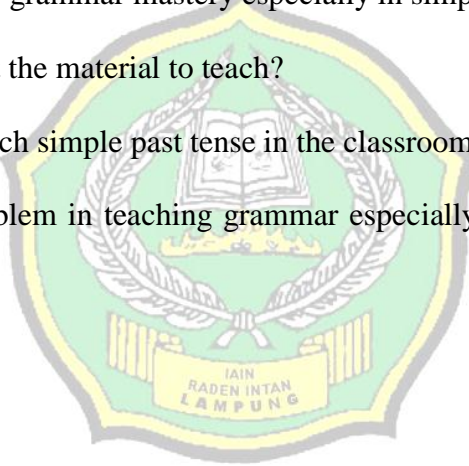 grammar mastery especially in simp
the material to teach?
ch simple past tense in the classroom
blem in teaching grammar especially
IAIN
RADEN INTAN
LAMPUNG